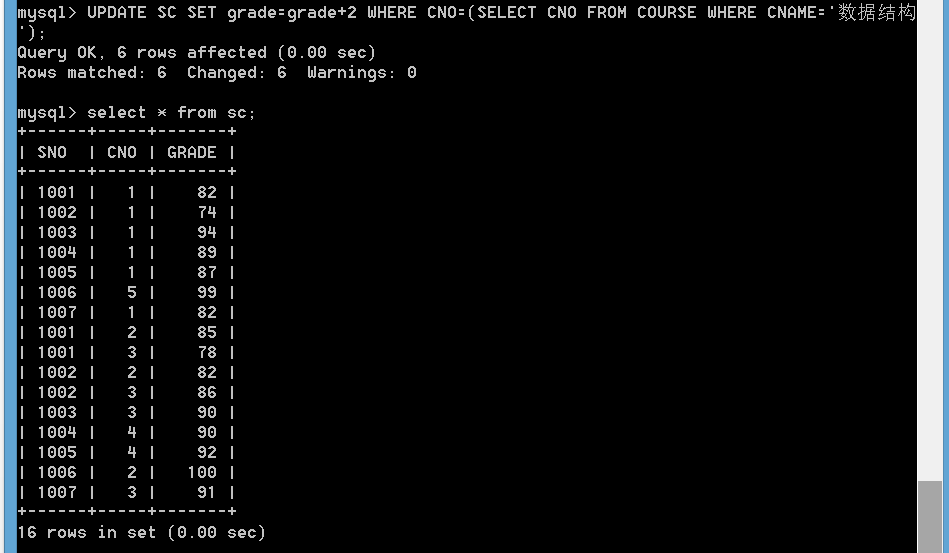 mysql> UPDATE SC SET grade=grade+2 WHERE CNO=(SELECT CNO FROM COURSE WHERE CNAME='数据结构
');
Query OK, 6 rows affected (0.00 sec)
Rows matched: 6  Changed: 6  Warnings: 0

mysql> select * from sc;
+------+-----+-------+
| SNO  | CNO | GRADE |
+------+-----+-------+
| 1001 |   1 |    82 |
| 1002 |   1 |    74 |
| 1003 |   1 |    94 |
| 1004 |   1 |    89 |
| 1005 |   1 |    87 |
| 1006 |   5 |    99 |
| 1007 |   1 |    82 |
| 1001 |   2 |    85 |
| 1001 |   3 |    78 |
| 1002 |   2 |    82 |
| 1002 |   3 |    86 |
| 1003 |   3 |    90 |
| 1004 |   4 |    90 |
| 1005 |   4 |    92 |
| 1006 |   2 |   100 |
| 1007 |   3 |    91 |
+------+-----+-------+
16 rows in set (0.00 sec)